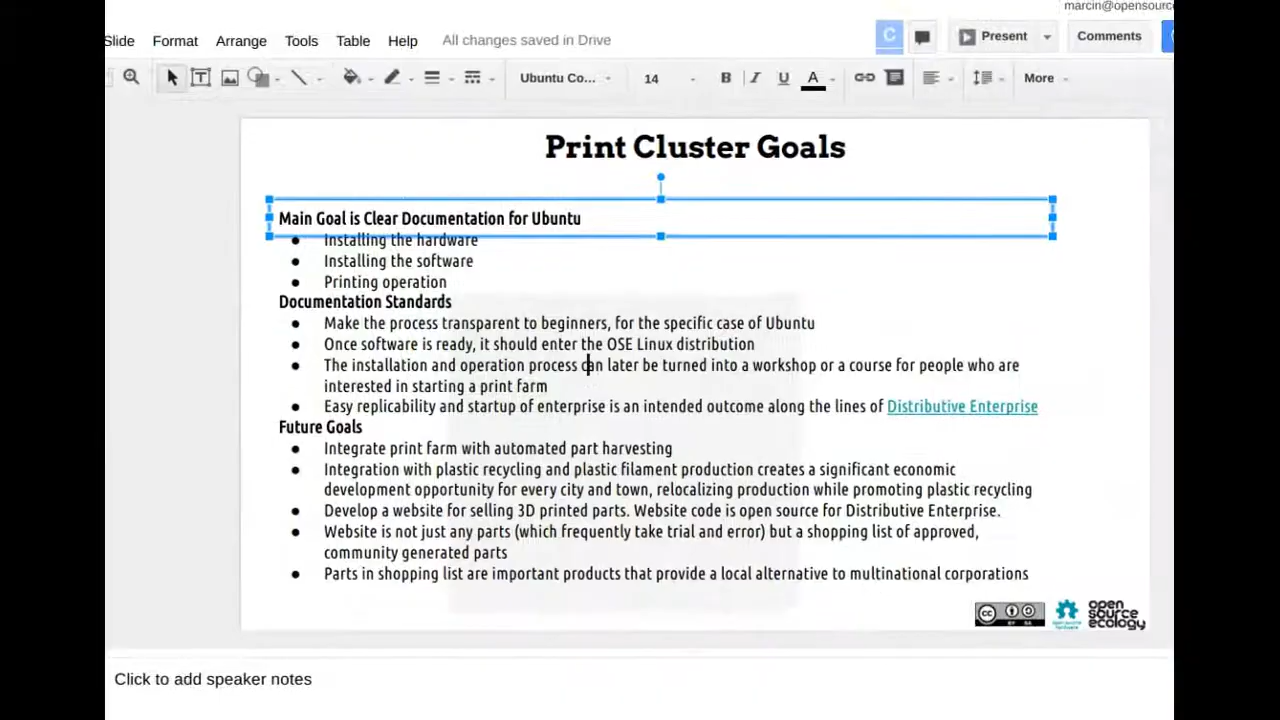 marcin@opensourc
Slide Format Arrange Tools Table Help All changes saved in Drive C Present Comments
Ubuntu Co... 14 B I U A More
Print Cluster Goals
Main Goal is Clear Documentation for Ubuntu
● Installing the hardware
● Installing the software
● Printing operation
Documentation Standards
● Make the process transparent to beginners, for the specific case of Ubuntu
● Once software is ready, it should enter the OSE Linux distribution
● The installation and operation process can later be turned into a workshop or a course for people who are
interested in starting a print farm
● Easy replicability and startup of enterprise is an intended outcome along the lines of Distributive Enterprise
Future Goals
● Integrate print farm with automated part harvesting
● Integration with plastic recycling and plastic filament production creates a significant economic
development opportunity for every city and town, relocalizing production while promoting plastic recycling
● Develop a website for selling 3D printed parts. Website code is open source for Distributive Enterprise.
● Website is not just any parts (which frequently take trial and error) but a shopping list of approved,
community generated parts
● Parts in shopping list are important products that provide a local alternative to multinational corporations
cc BY SA
open
source
ecology
Click to add speaker notes